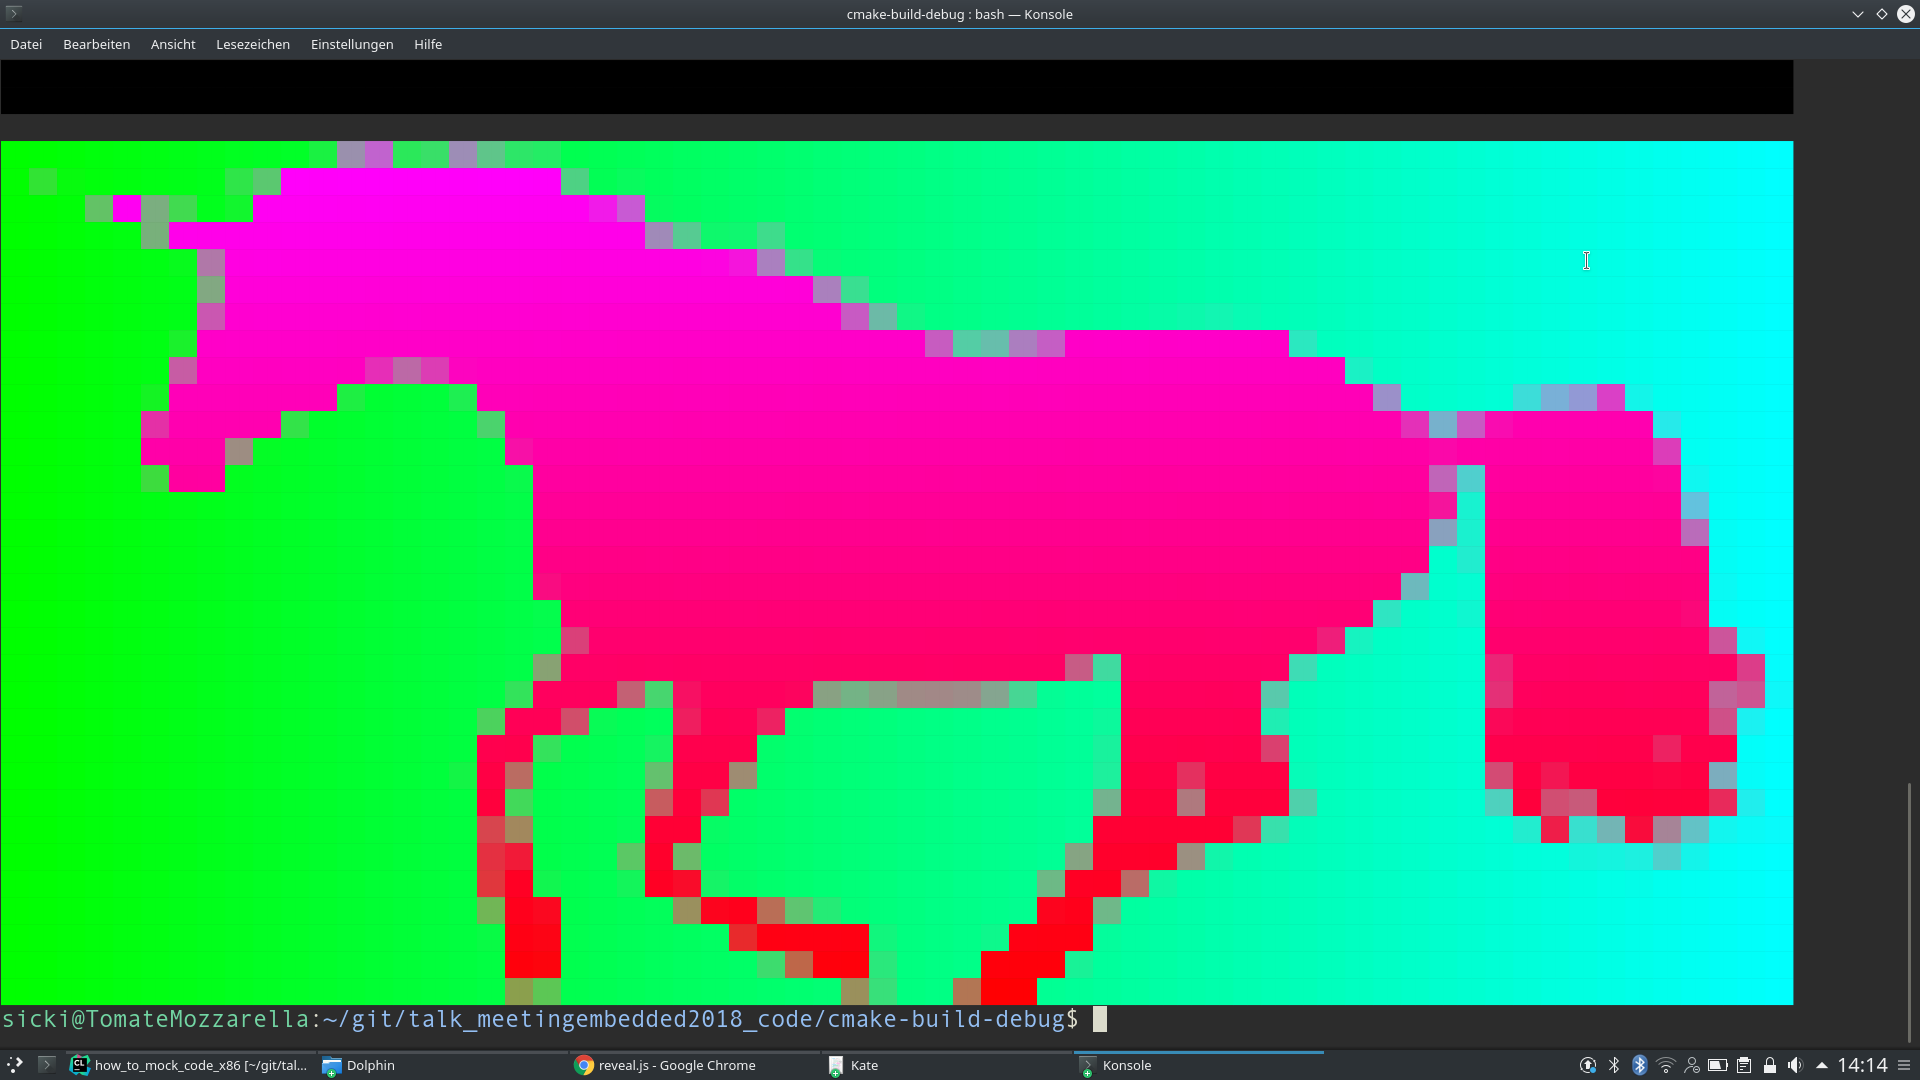 cmake-build-debug : bash — Konsole
Datei Bearbeiten Ansicht Lesezeichen Einstellungen Hilfe
sicki@TomateMozzarella:~/git/talk_meetingembedded2018_code/cmake-build-debug$
CL how_to_mock_code_x86 [~/git/tal... Dolphin reveal.js - Google Chrome Kate Konsole 14:14